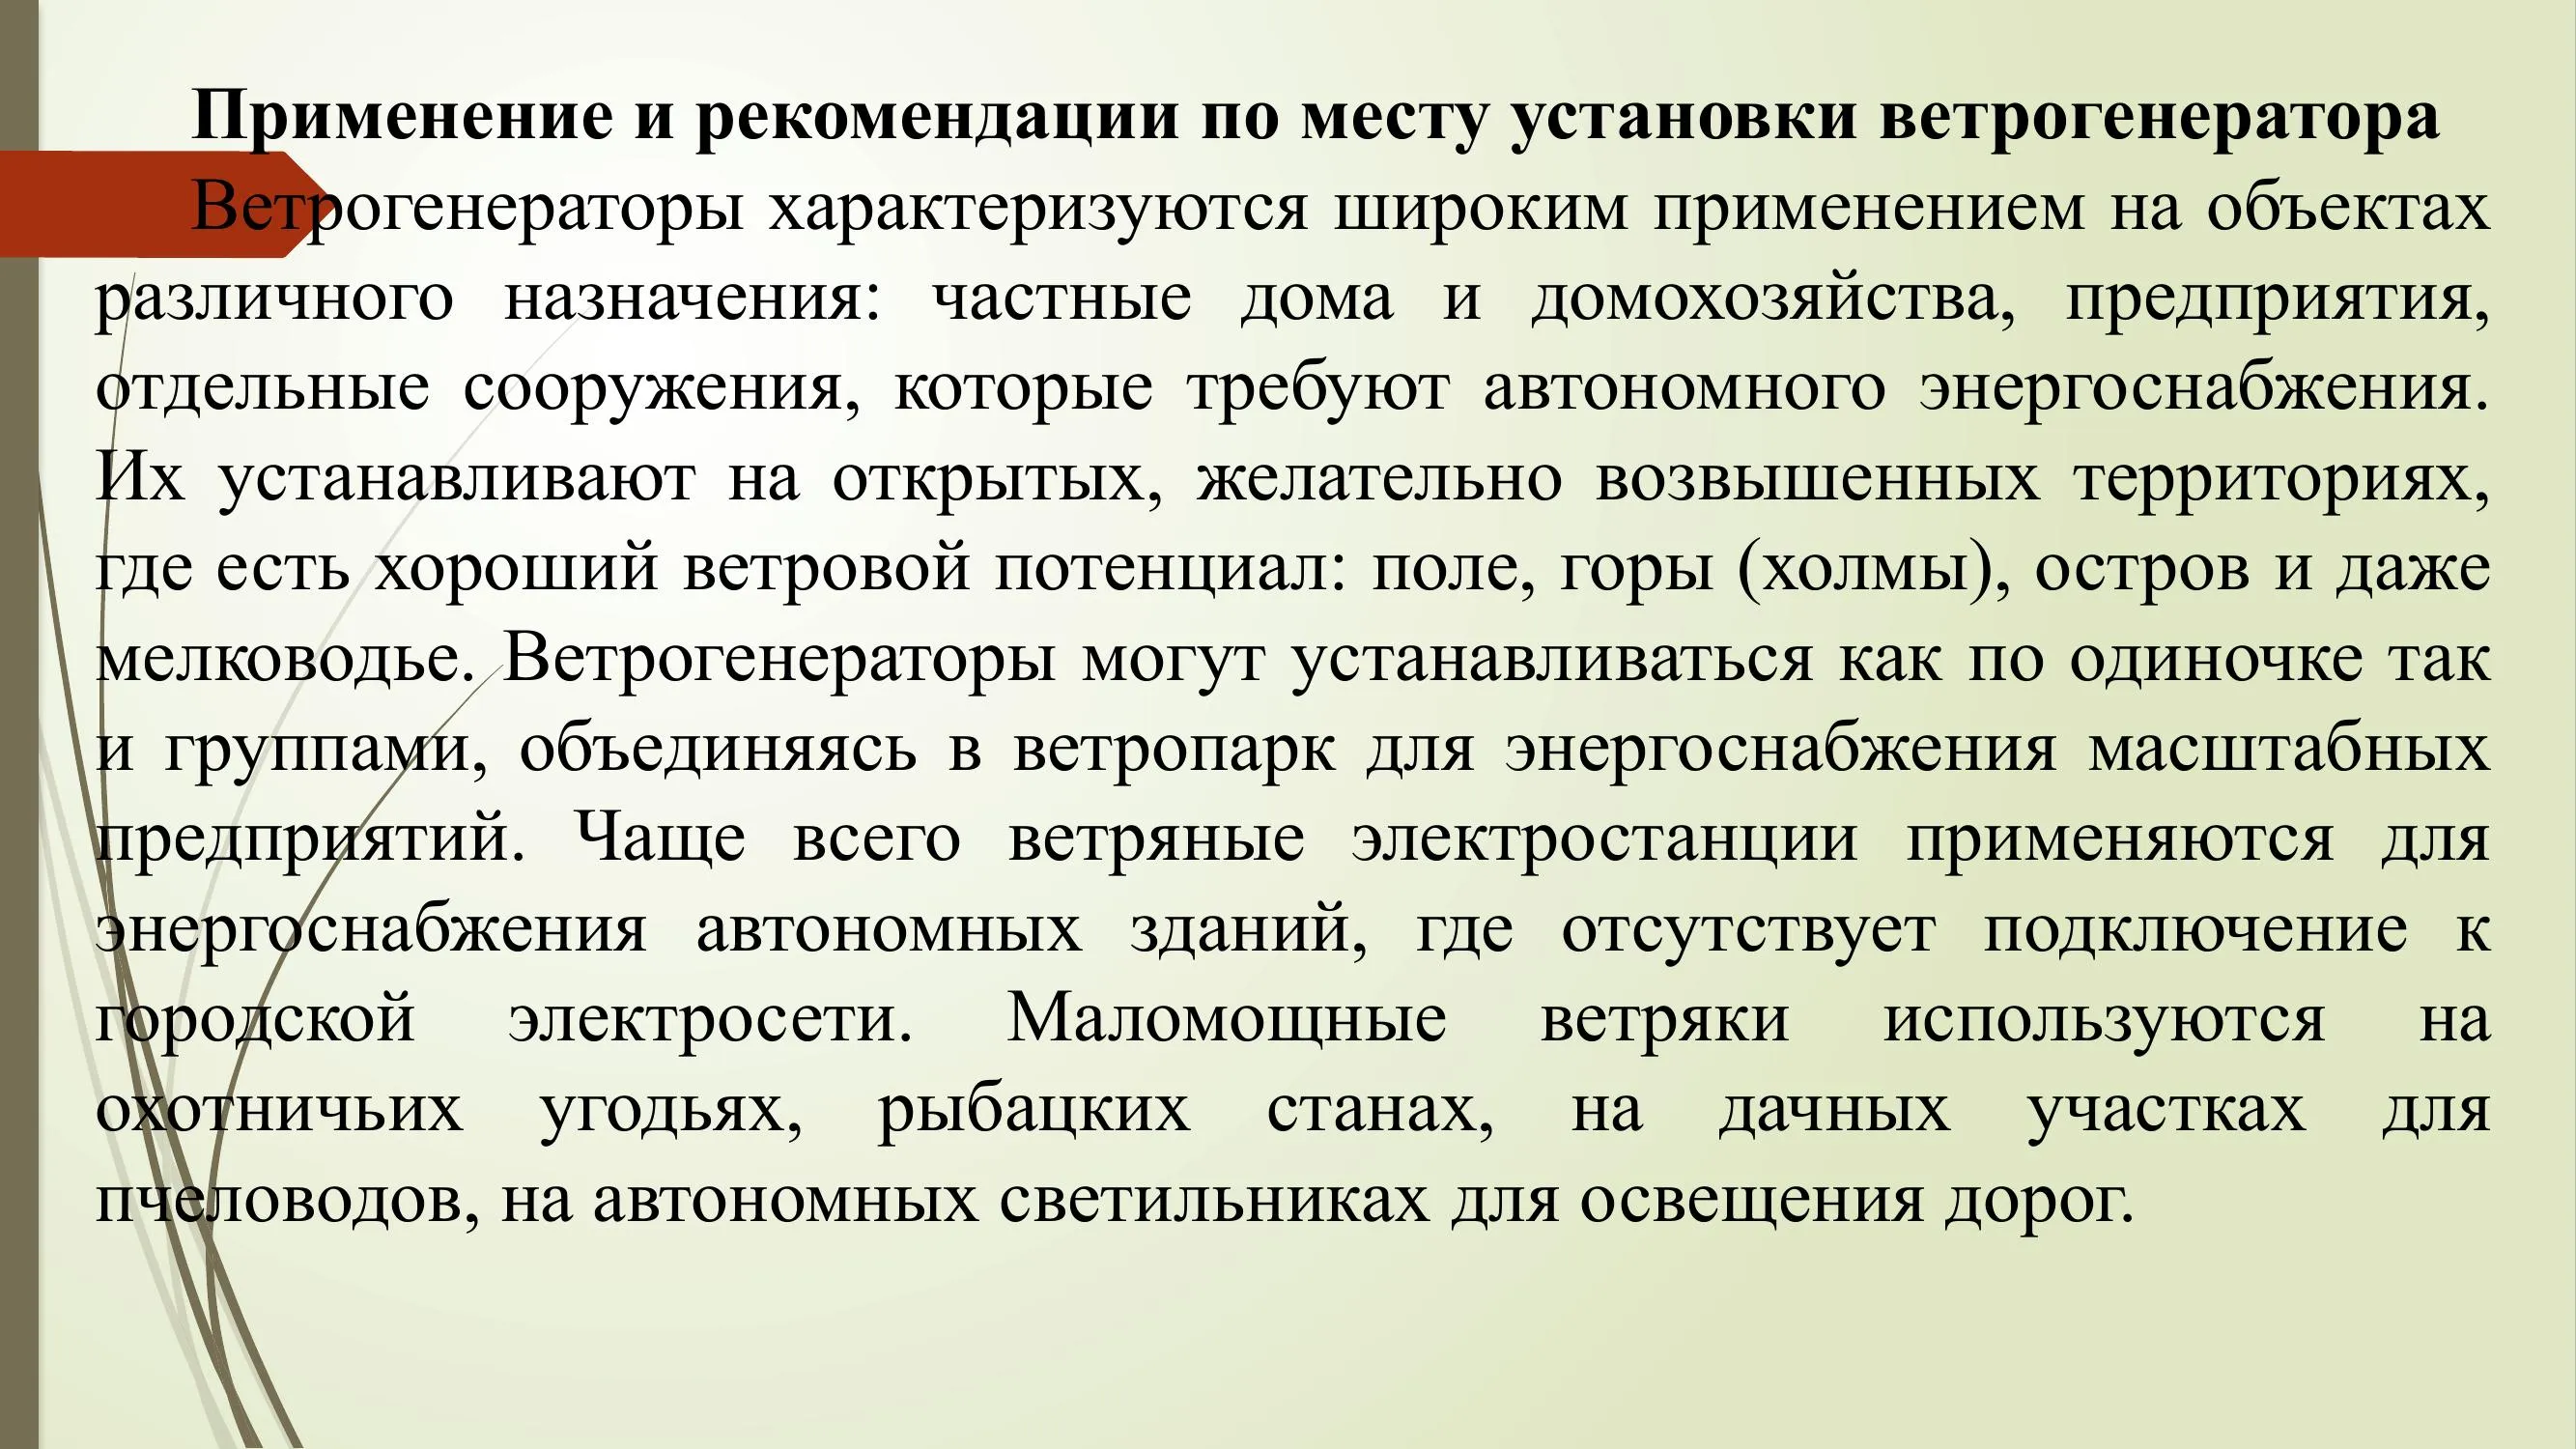 Применение и рекомендации по месту установки ветрогенератора
Ветрогенераторы характеризуются широким применением на объектах
различного назначения: частные дома и домохозяйства, предприятия,
отдельные сооружения, которые требуют автономного энергоснабжения.
Их устанавливают на открытых, желательно возвышенных территориях,
где есть хороший ветровой потенциал: поле, горы (холмы), остров и даже
мелководье. Ветрогенераторы могут устанавливаться как по одиночке так
и группами, объединяясь в ветропарк для энергоснабжения масштабных
предприятий. Чаще всего ветряные электростанции применяются для
энергоснабжения автономных зданий, где отсутствует подключение к
городской электросети. Маломощные ветряки используются на
охотничьих угодьях, рыбацких станах, на дачных участках для
пчеловодов, на автономных светильниках для освещения дорог.